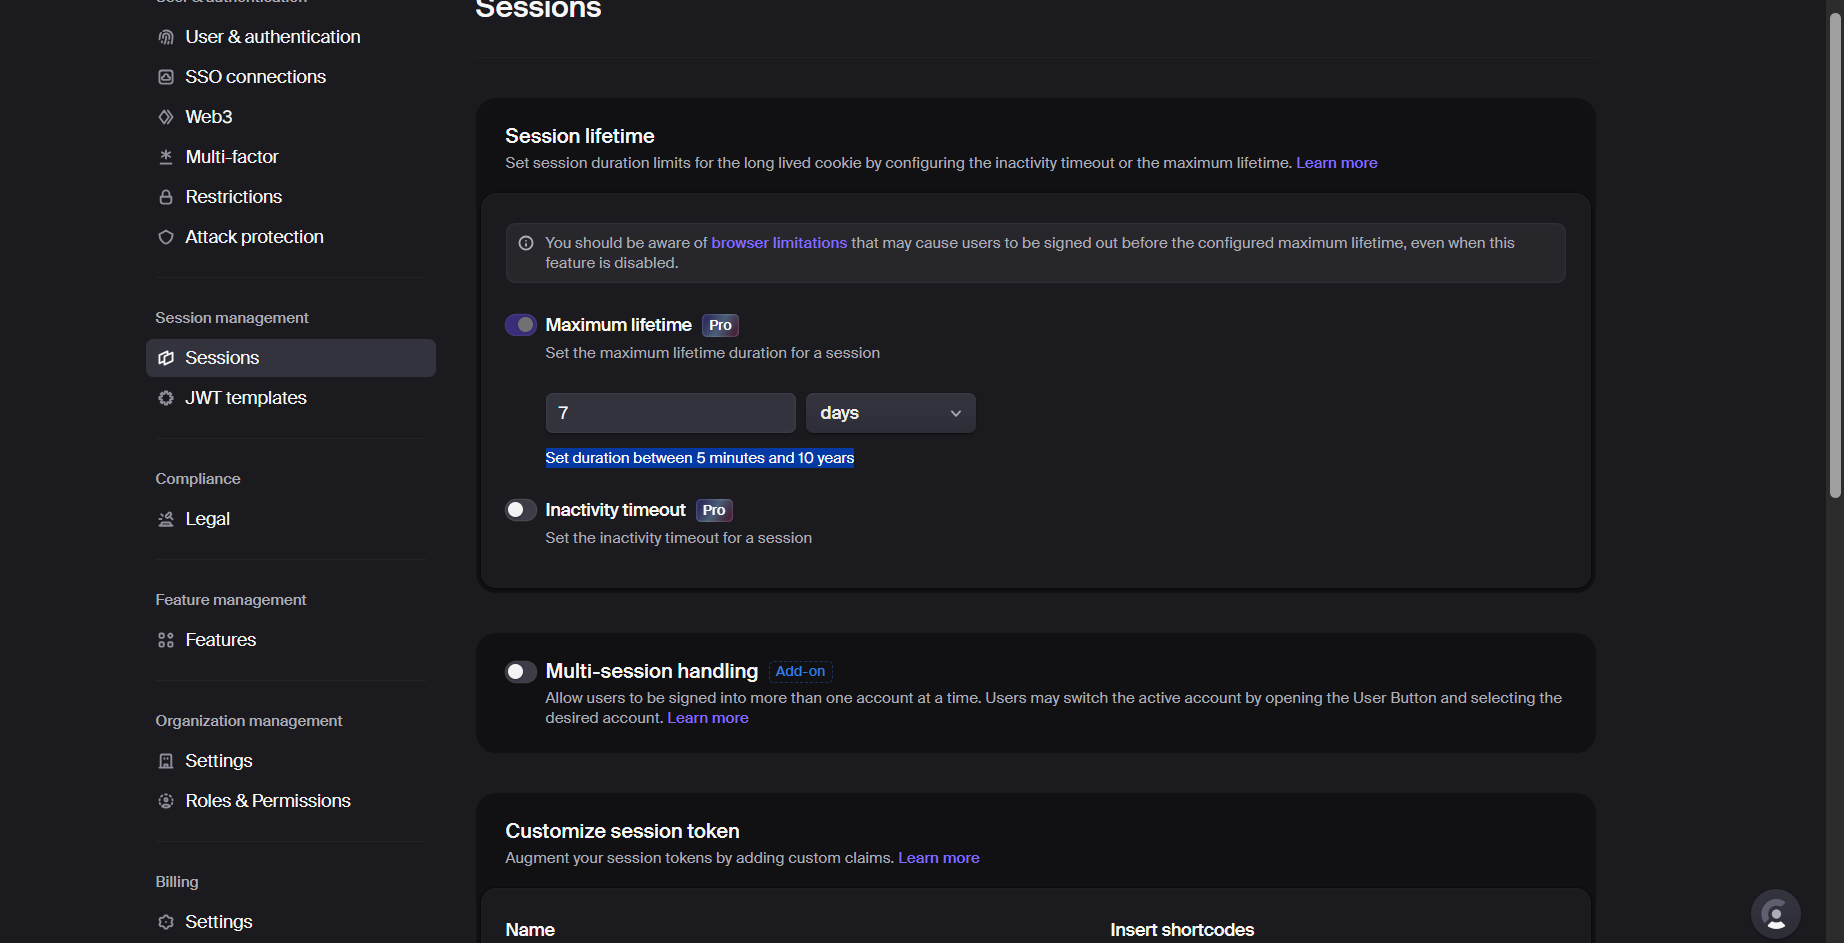 User & authentication
User & authentication
SSO connections
Web3
Multi-factor
Restrictions
Attack protection
Session management
Sessions
JWT templates
Compliance
Legal
Feature management
Features
Organization management
Settings
Roles & Permissions
Billing
Settings
Sessions
Session lifetime
Set session duration limits for the long lived cookie by configuring the inactivity timeout or the maximum lifetime. Learn more
You should be aware of browser limitations that may cause users to be signed out before the configured maximum lifetime, even when this
feature is disabled.
Maximum lifetime Pro
Set the maximum lifetime duration for a session
7 days
Set duration between 5 minutes and 10 years
Inactivity timeout Pro
Set the inactivity timeout for a session
Multi-session handling Add-on
Allow users to be signed into more than one account at a time. Users may switch the active account by opening the User Button and selecting the
desired account. Learn more
Customize session token
Augment your session tokens by adding custom claims. Learn more
Name
Insert shortcodes